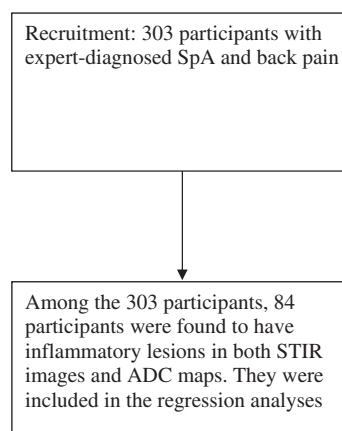 Recruitment: 303 participants with
expert-diagnosed SpA and back pain
Among the 303 participants, 84
participants were found to have
inflammatory lesions in both STIR
images and ADC maps. They were
included in the regression analyses